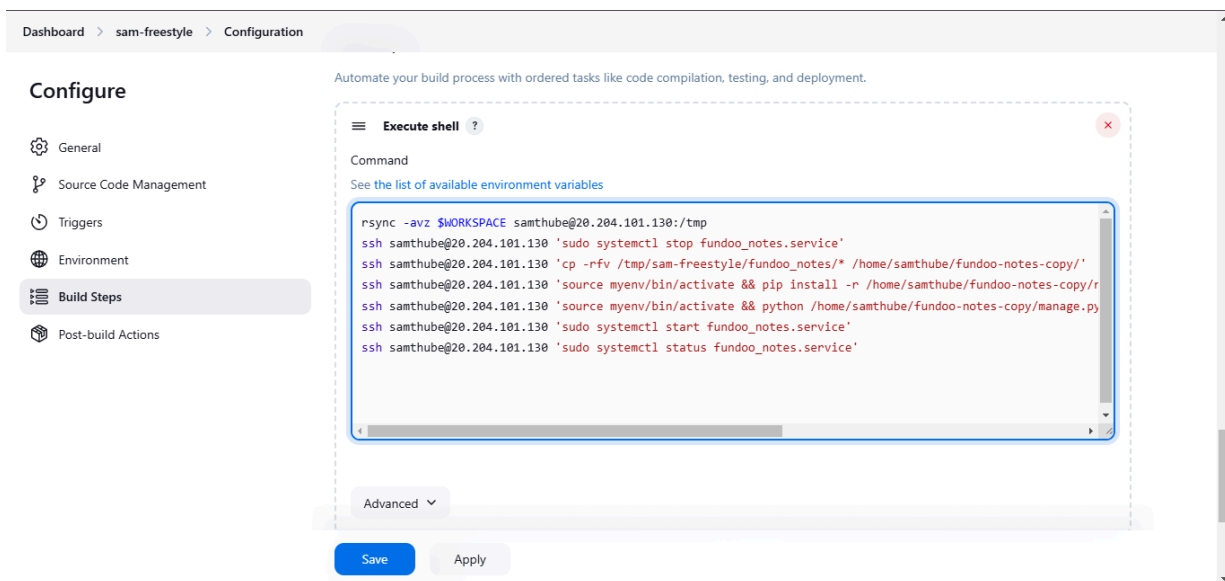 Dashboard > sam-freestyle > Configuration
Configure
General
Source Code Management
Triggers
Environment
Build Steps
Post-build Actions
Automate your build process with ordered tasks like code compilation, testing, and deployment.
Execute shell ?
Command
See the list of available environment variables
rsync -avz $WORKSPACE samthube@20.204.101.130:/tmp
ssh samthube@20.204.101.130 'sudo systemctl stop fundoo_notes.service'
ssh samthube@20.204.101.130 'cp -rfv /tmp/sam-freestyle/fundoo_notes/* /home/samthube/fundoo-notes-copy/'
ssh samthube@20.204.101.130 'source myenv/bin/activate && pip install -r /home/samthube/fundoo-notes-copy/r
ssh samthube@20.204.101.130 'source myenv/bin/activate && python /home/samthube/fundoo-notes-copy/manage.py
ssh samthube@20.204.101.130 'sudo systemctl start fundoo_notes.service'
ssh samthube@20.204.101.130 'sudo systemctl status fundoo_notes.service'
Advanced
Save Apply